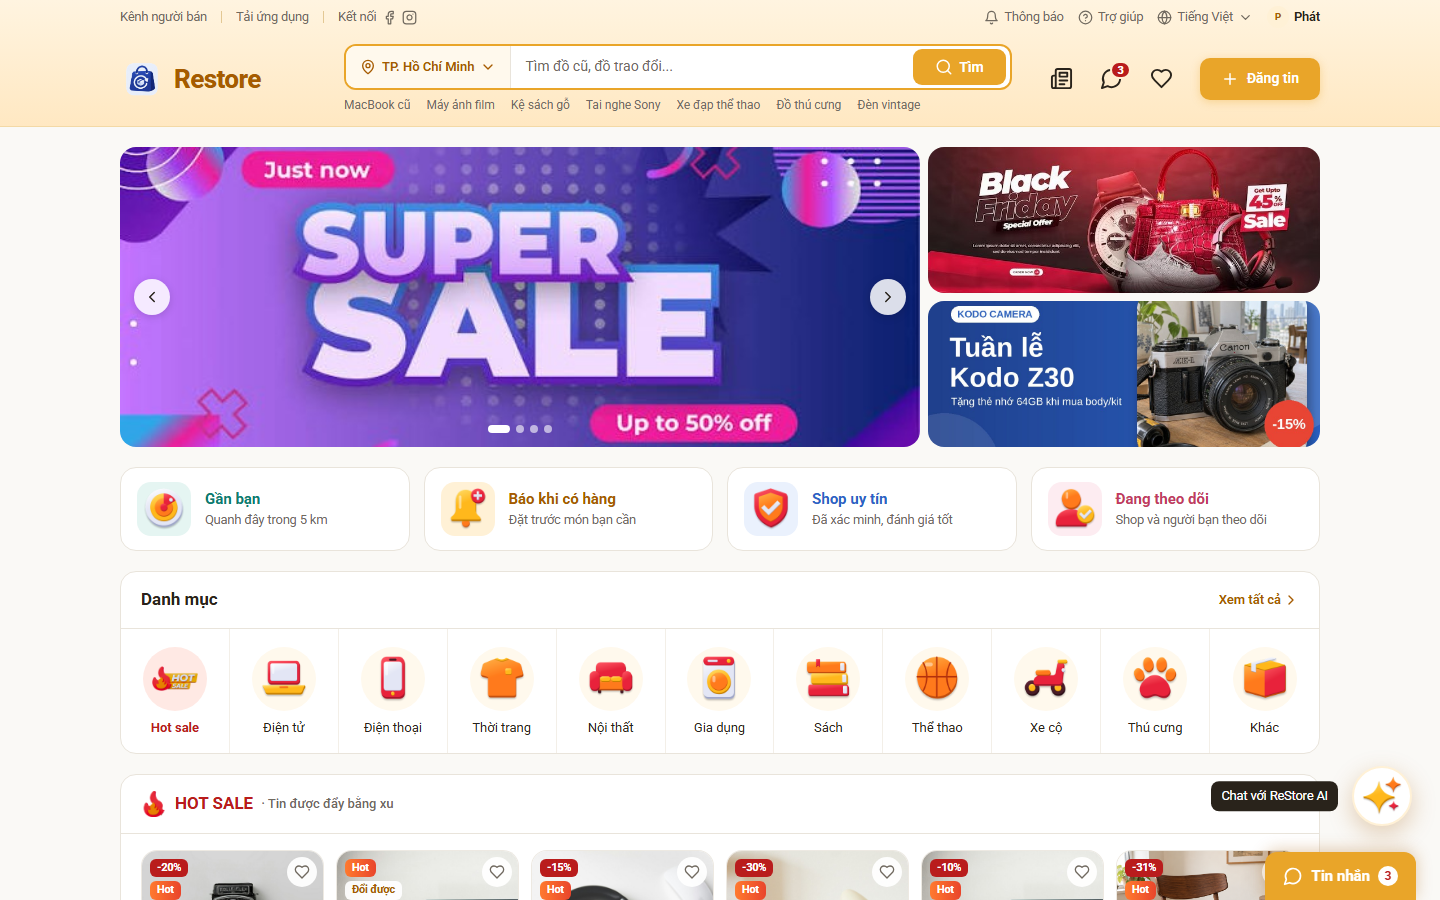 Kênh người bán
Tải ứng dụng
Kết nối
Thông báo
Trợ giúp
Tiếng Việt
P
Phát
Restore
TP. Hồ Chí Minh
Tìm đồ cũ, đồ trao đổi...
Tìm
3
Đăng tin
MacBook cũ
Máy ảnh film
Kệ sách gỗ
Tai nghe Sony
Xe đạp thể thao
Đồ thú cưng
Đèn vintage
Just now
SUPER
SALE
Up to 50% off
Black
Friday
Special Offer
Get Upto
45%
OFF
Sale
KODO CAMERA
Tuần lễ
Kodo Z30
Tặng thẻ nhớ 64GB khi mua body/kit
Canon
-15%
Gần bạn
Quanh đây trong 5 km
Báo khi có hàng
Đặt trước món bạn cần
Shop uy tín
Đã xác minh, đánh giá tốt
Đang theo dõi
Shop và người bạn theo dõi
Danh mục
Xem tất cả
HOT
SALE
Hot sale
Điện tử
Điện thoại
Thời trang
Nội thất
Gia dụng
Sách
Thể thao
Xe cộ
Thú cưng
Khác
HOT SALE
· Tin được đẩy bằng xu
Chat với ReStore AI
-20%
Hot
Hot
Đổi được
-15%
Hot
-30%
Hot
-10%
Hot
-31%
Hot
Tin nhắn
3